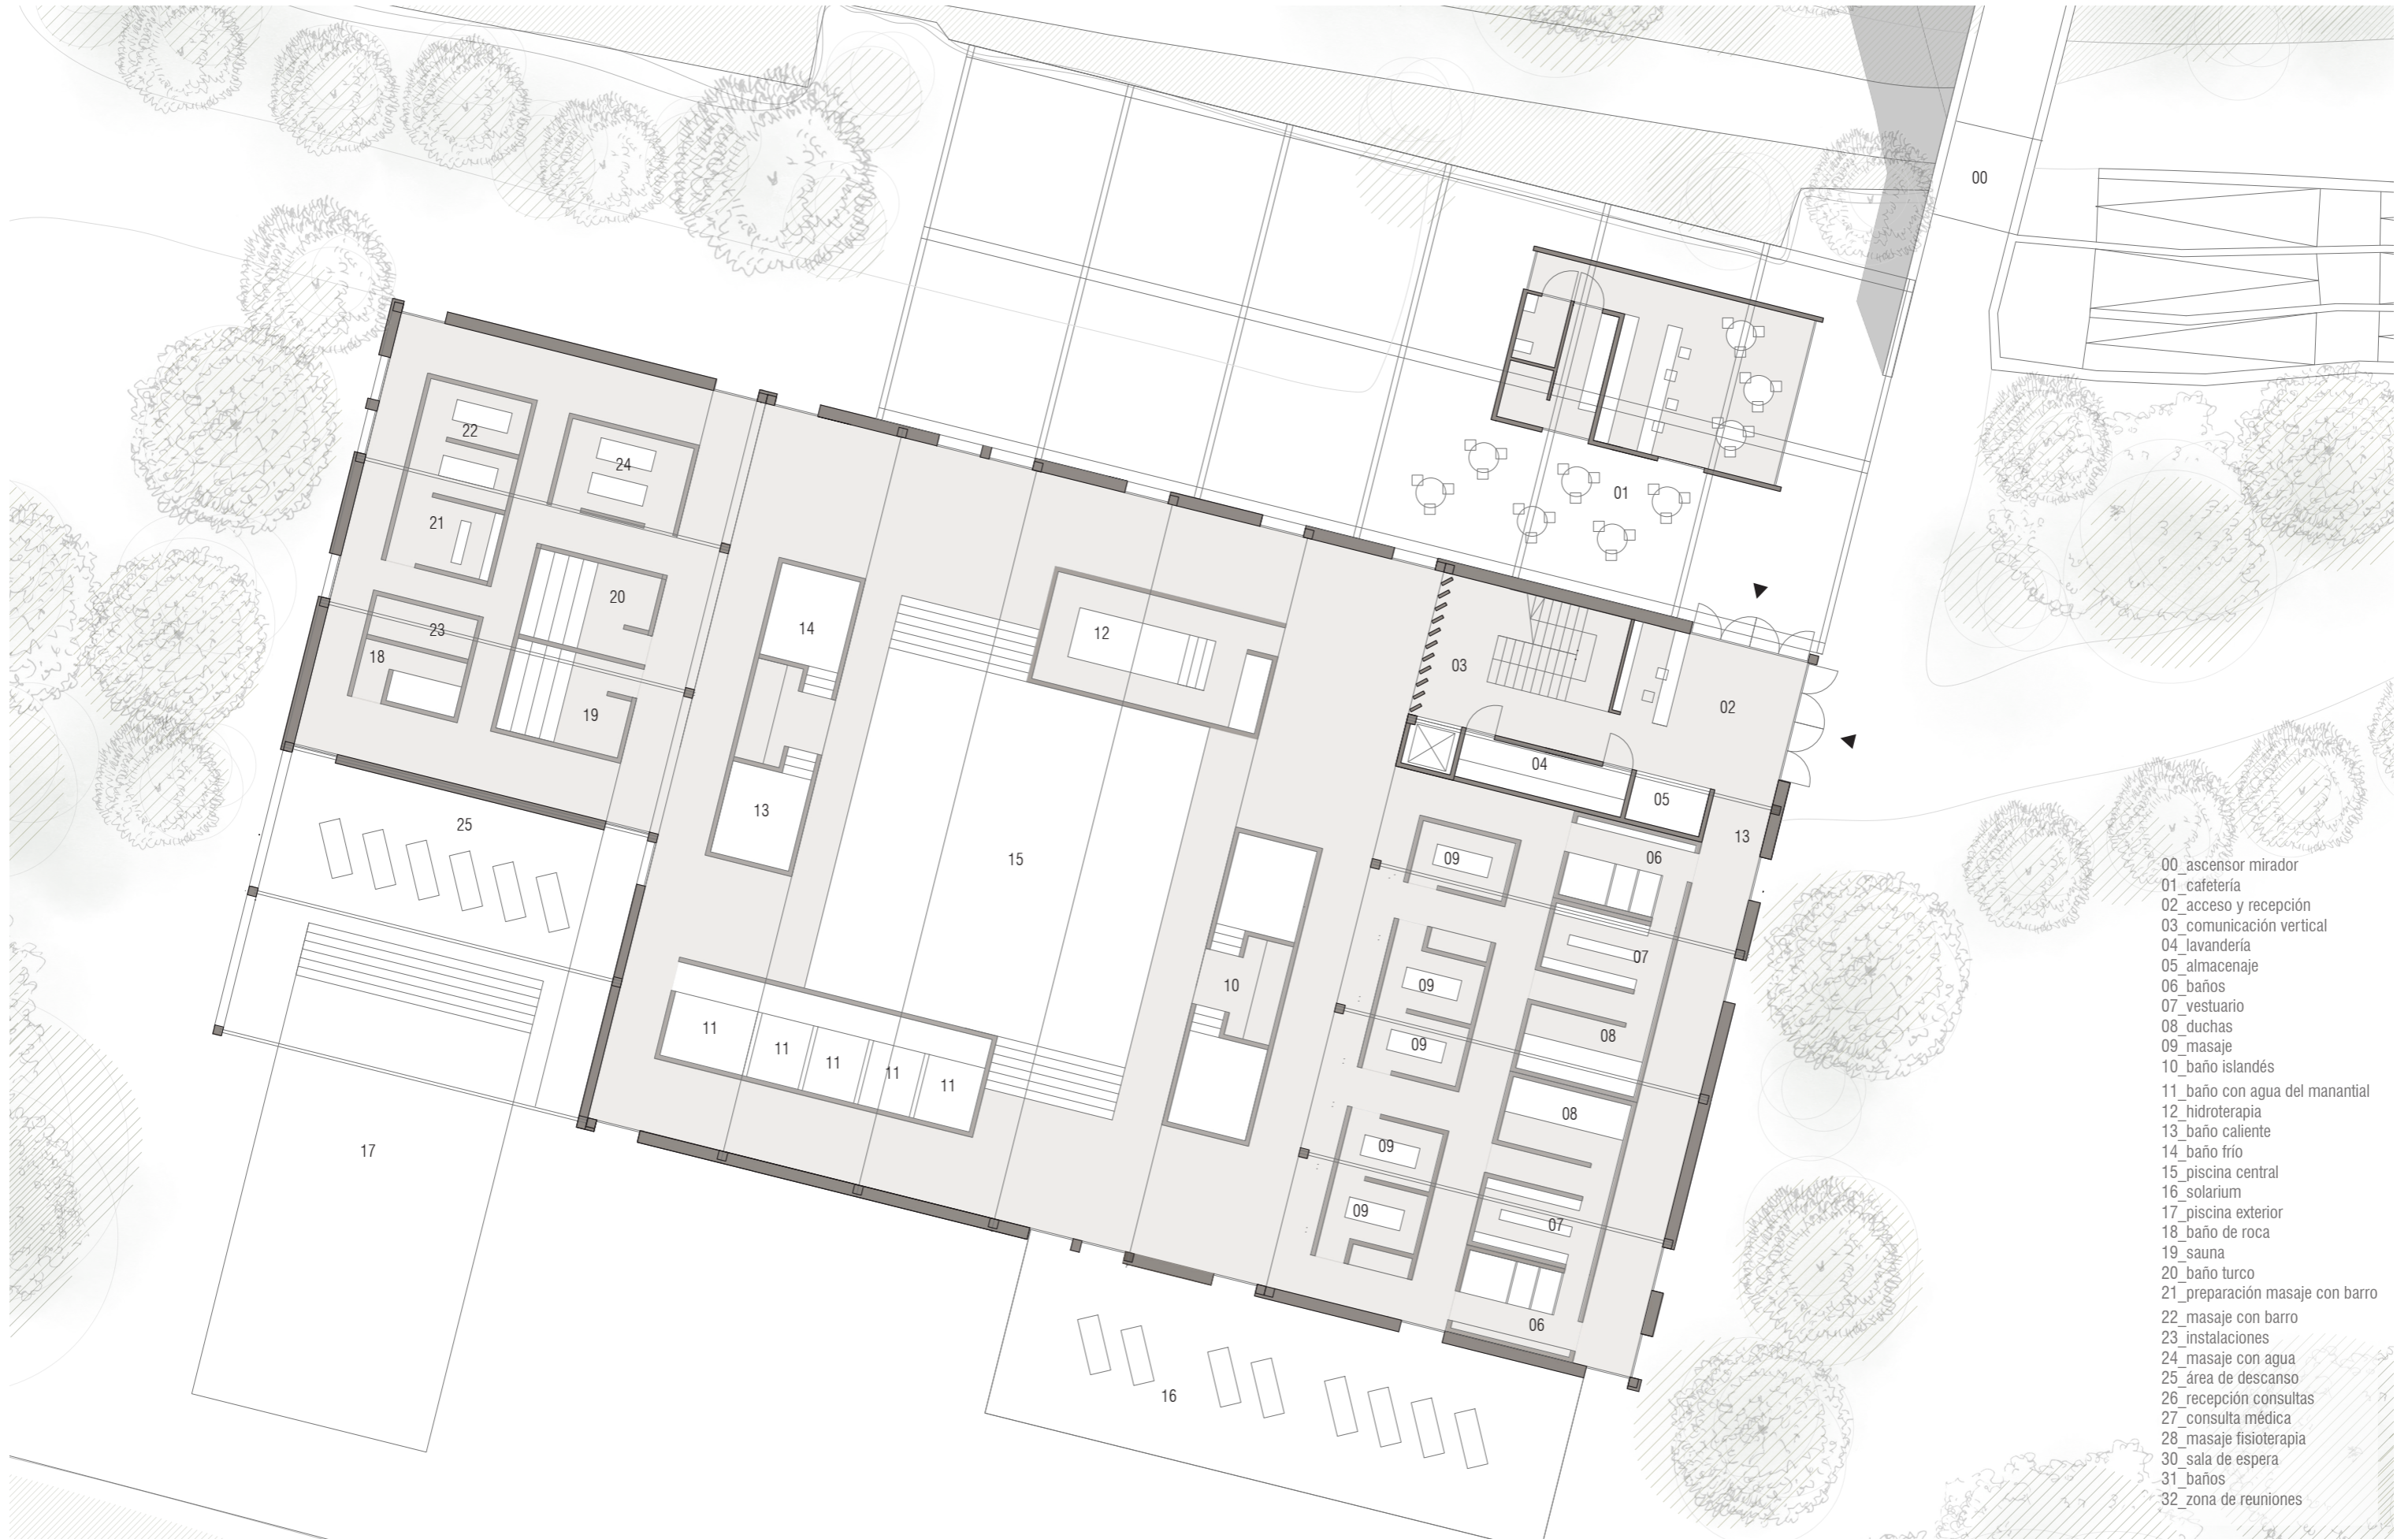 00
22
24
01
21
20
23
14
12
18
03
02
19
04
13
05
25
13
15
09
06
07
10
09
11
08
11
09
11
11
11
08
09
17
09
07
06
16
00_ascensor mirador
01_cafetería
02_acceso y recepción
03_comunicación vertical
04_lavandería
05_almacenaje
06_baños
07_vestuario
08_duchas
09_masaje
10_baño islandés
11_baño con agua del manantial
12_hidroterapia
13_baño caliente
14_baño frío
15_piscina central
16_solarium
17_piscina exterior
18_baño de roca
19_sauna
20_baño turco
21_preparación masaje con barro
22_masaje con barro
23_instalaciones
24_masaje con agua
25_área de descanso
26_recepción consultas
27_consulta médica
28_masaje fisioterapia
30_sala de espera
31_baños
32_zona de reuniones